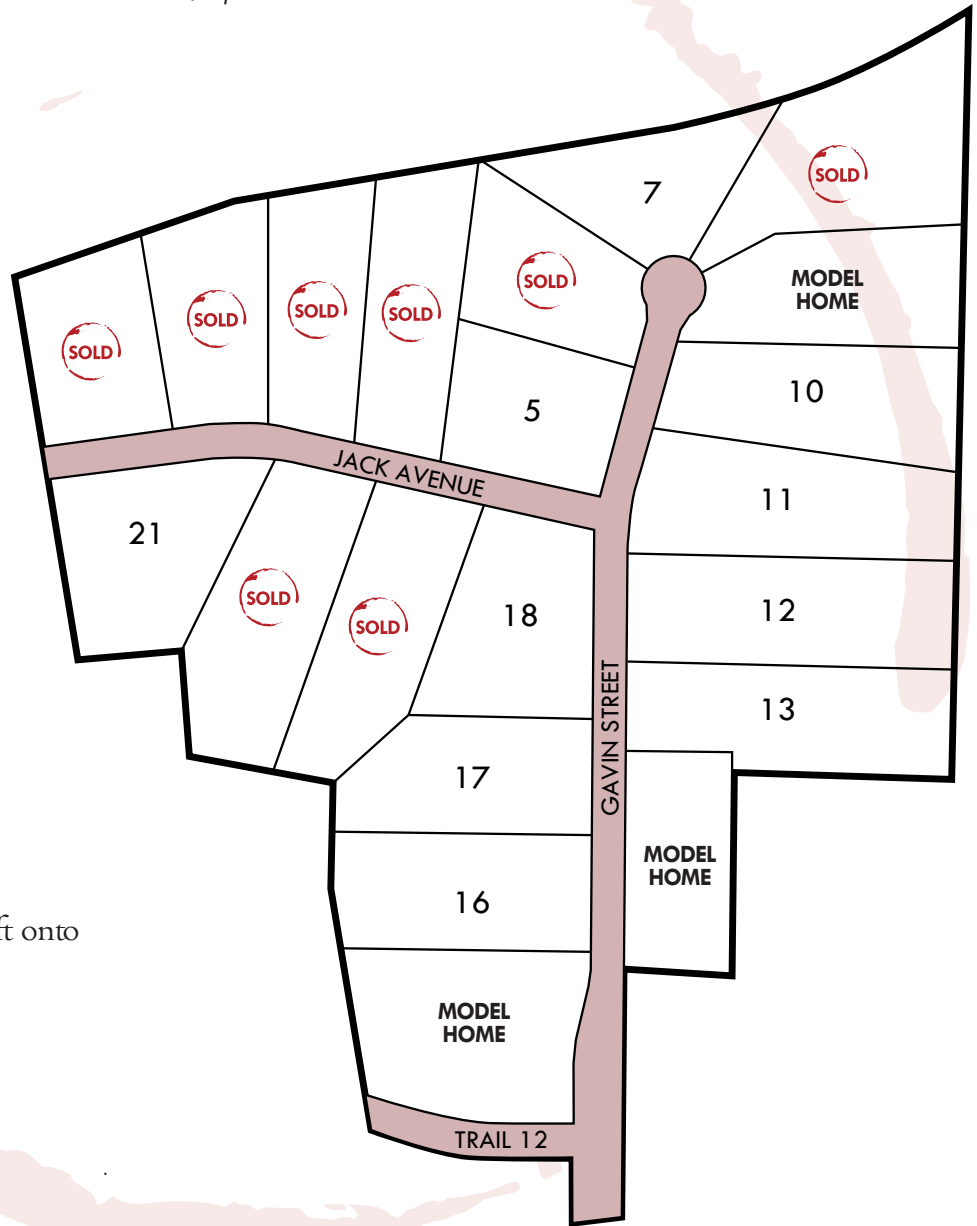 7
SOLD
SOLD
MODEL
HOME
SOLD
SOLD
SOLD
SOLD
10
5
JACK AVENUE
11
21
SOLD
SOLD
18
12
GAVIN STREET
13
17
MODEL
HOME
16
ft onto
MODEL
HOME
TRAIL 12